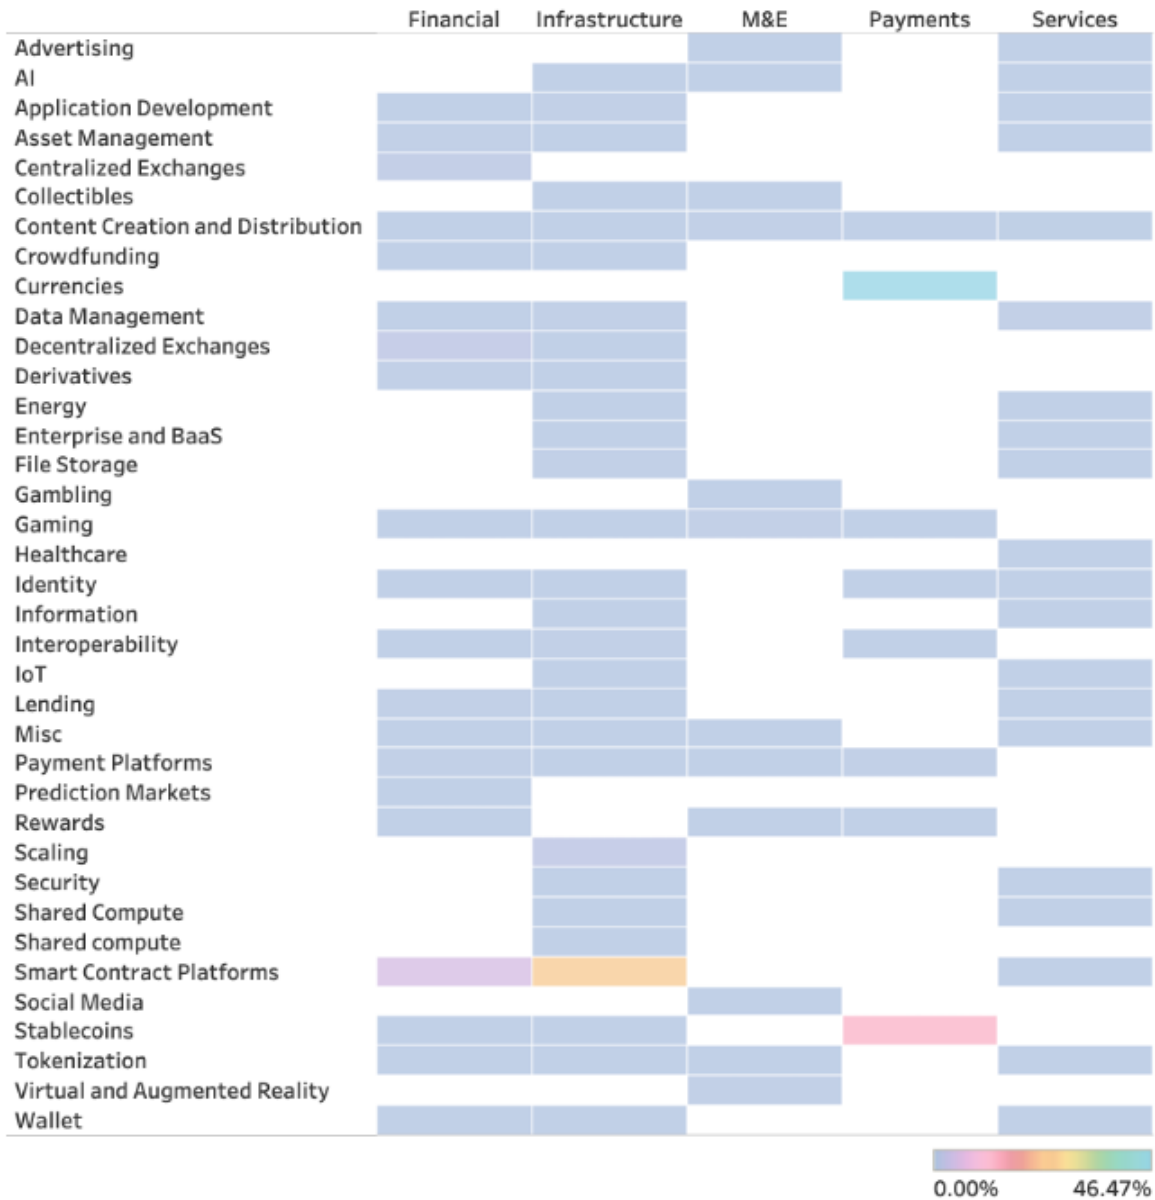 Financial Infrastructure M&E Payments Services
Advertising
AI
Application Development
Asset Management
Centralized Exchanges
Collectibles
Content Creation and Distribution
Crowdfunding
Currencies
Data Management
Decentralized Exchanges
Derivatives
Energy
Enterprise and BaaS
File Storage
Gambling
Gaming
Healthcare
Identity
Information
Interoperability
IoT
Lending
Misc
Payment Platforms
Prediction Markets
Rewards
Scaling
Security
Shared Compute
Shared compute
Smart Contract Platforms
Social Media
Stablecoins
Tokenization
Virtual and Augmented Reality
Wallet
0.00% 46.47%